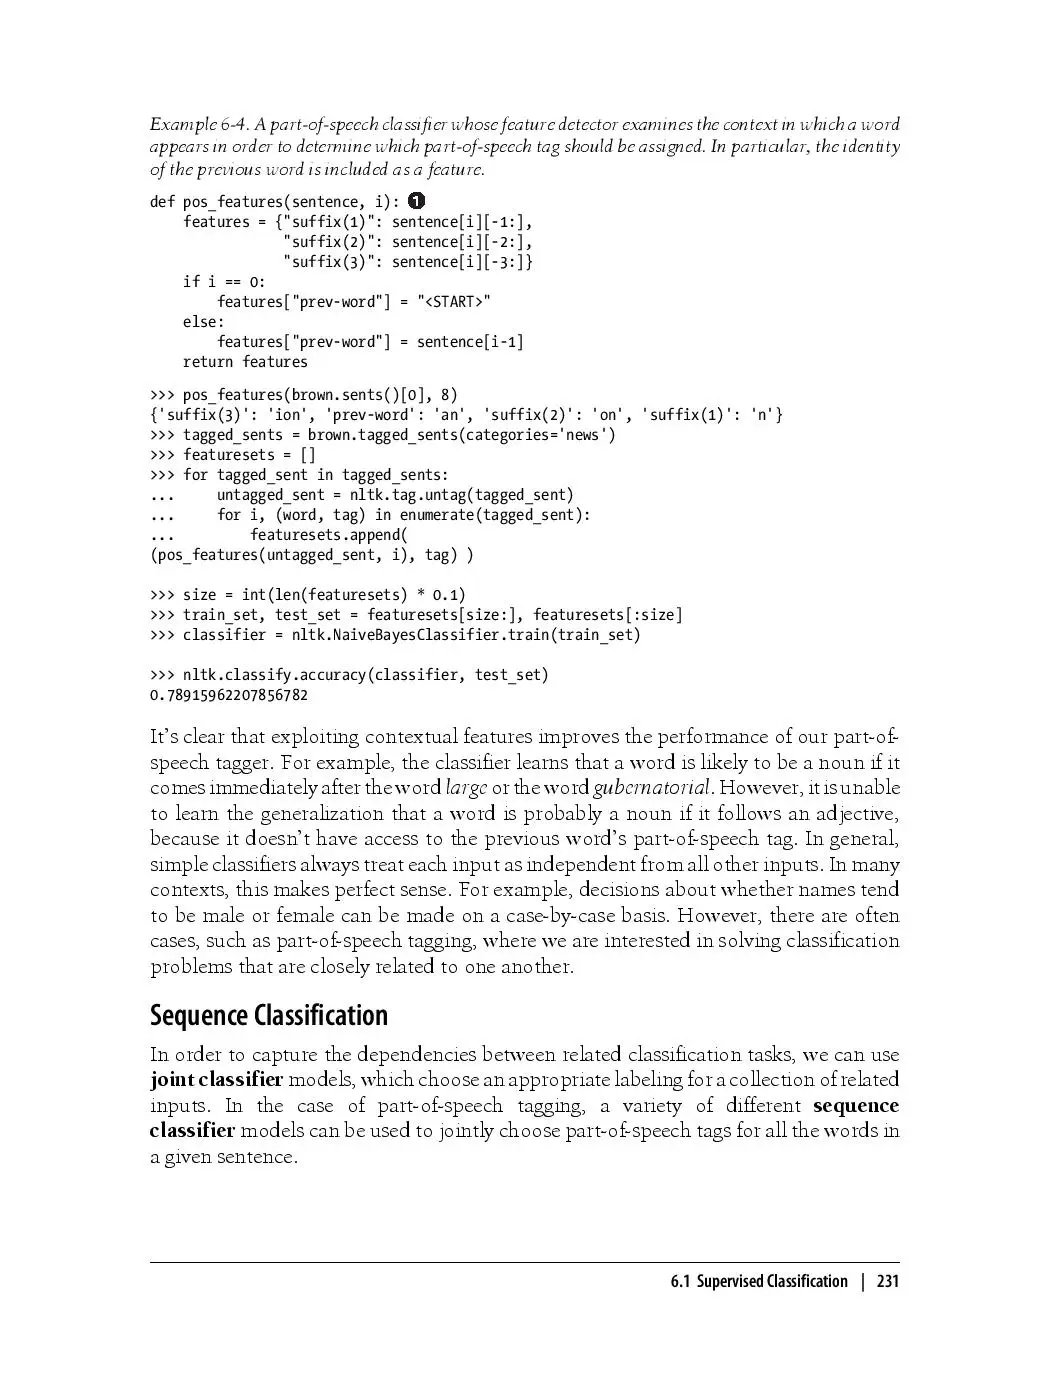 Example 6-4. A part-of-speech classifier whose feature detector examines the context in which a word
appears in order to determine which part-of-speech tag should be assigned. In particular, the identity
of the previous word is included as a feature.
def pos_features(sentence, i): ❶
    features = {"suffix(1)": sentence[i][-1:],
                "suffix(2)": sentence[i][-2:],
                "suffix(3)": sentence[i][-3:]}
    if i == 0:
        features["prev-word"] = "<START>"
    else:
        features["prev-word"] = sentence[i-1]
    return features
>>> pos_features(brown.sents()[0], 8)
{'suffix(3)': 'ion', 'prev-word': 'an', 'suffix(2)': 'on', 'suffix(1)': 'n'}
>>> tagged_sents = brown.tagged_sents(categories='news')
>>> featuresets = []
>>> for tagged_sent in tagged_sents:
...     untagged_sent = nltk.tag.untag(tagged_sent)
...     for i, (word, tag) in enumerate(tagged_sent):
...         featuresets.append(
(pos_features(untagged_sent, i), tag) )
>>> size = int(len(featuresets) * 0.1)
>>> train_set, test_set = featuresets[size:], featuresets[:size]
>>> classifier = nltk.NaiveBayesClassifier.train(train_set)
>>> nltk.classify.accuracy(classifier, test_set)
0.78915962207856782
It's clear that exploiting contextual features improves the performance of our part-of-
speech tagger. For example, the classifier learns that a word is likely to be a noun if it
comes immediately after the word large or the word gubernatorial. However, it is unable
to learn the generalization that a word is probably a noun if it follows an adjective,
because it doesn't have access to the previous word's part-of-speech tag. In general,
simple classifiers always treat each input as independent from all other inputs. In many
contexts, this makes perfect sense. For example, decisions about whether names tend
to be male or female can be made on a case-by-case basis. However, there are often
cases, such as part-of-speech tagging, where we are interested in solving classification
problems that are closely related to one another.
Sequence Classification
In order to capture the dependencies between related classification tasks, we can use
joint classifier models, which choose an appropriate labeling for a collection of related
inputs. In the case of part-of-speech tagging, a variety of different sequence
classifier models can be used to jointly choose part-of-speech tags for all the words in
a given sentence.
6.1 Supervised Classification | 231